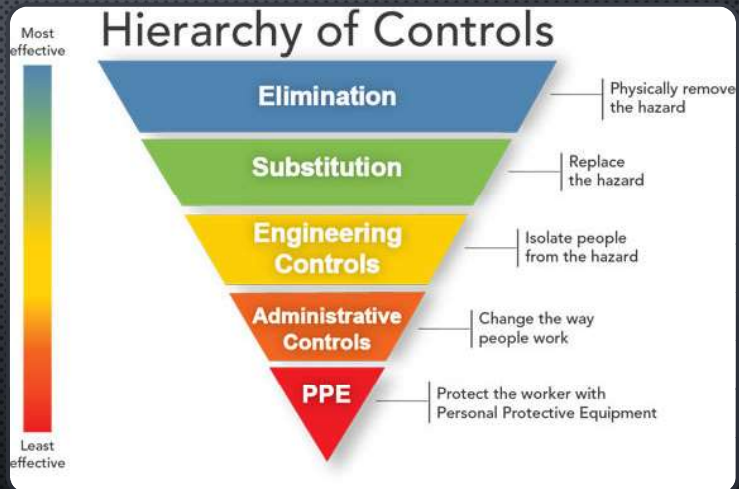 Hierarchy of Controls
Most
effective
Elimination
Physically remove
the hazard
Substitution
Replace
the hazard
Engineering
Controls
Isolate people
from the hazard
Administrative
Controls
Change the way
people work
PPE
Protect the worker with
Personal Protective Equipment
Least
effective